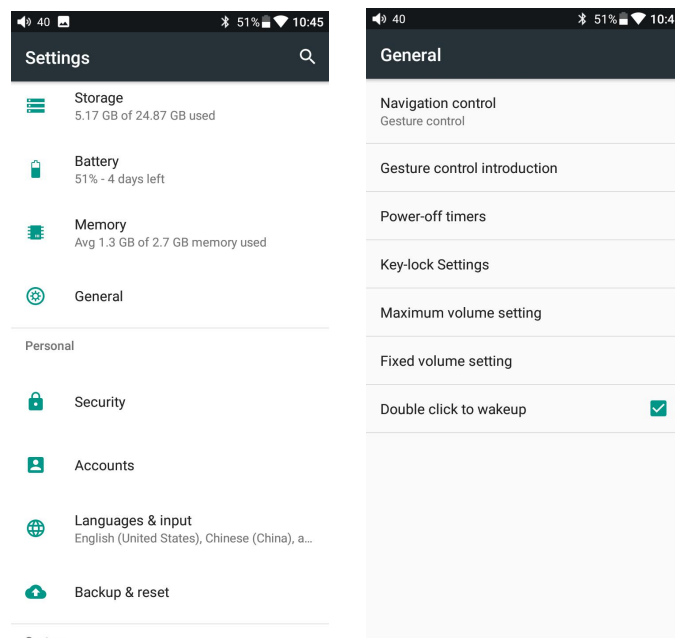 40 51% 10:45
Settings
Storage
5.17 GB of 24.87 GB used
Battery
51% - 4 days left
Memory
Avg 1.3 GB of 2.7 GB memory used
General
Personal
Security
Accounts
Languages & input
English (United States), Chinese (China), a...
Backup & reset
40 51% 10:4
General
Navigation control
Gesture control
Gesture control introduction
Power-off timers
Key-lock Settings
Maximum volume setting
Fixed volume setting
Double click to wakeup